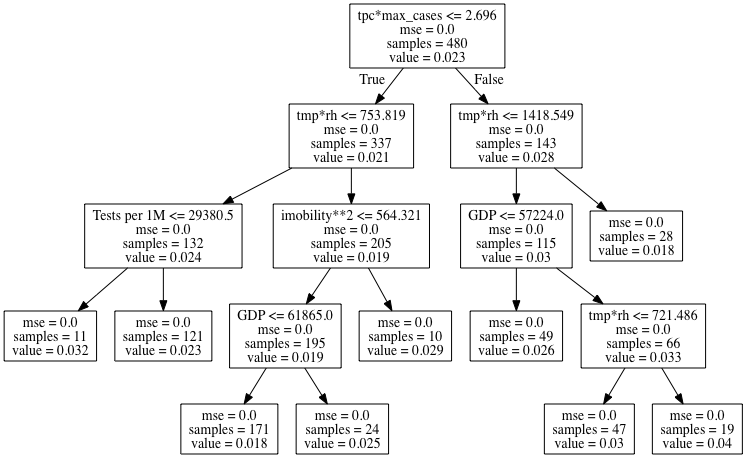 tpc*max_cases <= 2.696
mse = 0.0
samples = 480
value = 0.023
True
False
tmp*rh <= 753.819
mse = 0.0
samples = 337
value = 0.021
tmp*rh <= 1418.549
mse = 0.0
samples = 143
value = 0.028
Tests per 1M <= 29380.5
mse = 0.0
samples = 132
value = 0.024
imobility**2 <= 564.321
mse = 0.0
samples = 205
value = 0.019
GDP <= 57224.0
mse = 0.0
samples = 115
value = 0.03
mse = 0.0
samples = 28
value = 0.018
mse = 0.0
samples = 11
value = 0.032
mse = 0.0
samples = 121
value = 0.023
GDP <= 61865.0
mse = 0.0
samples = 195
value = 0.019
mse = 0.0
samples = 10
value = 0.029
mse = 0.0
samples = 49
value = 0.026
tmp*rh <= 721.486
mse = 0.0
samples = 66
value = 0.033
mse = 0.0
samples = 171
value = 0.018
mse = 0.0
samples = 24
value = 0.025
mse = 0.0
samples = 47
value = 0.03
mse = 0.0
samples = 19
value = 0.04